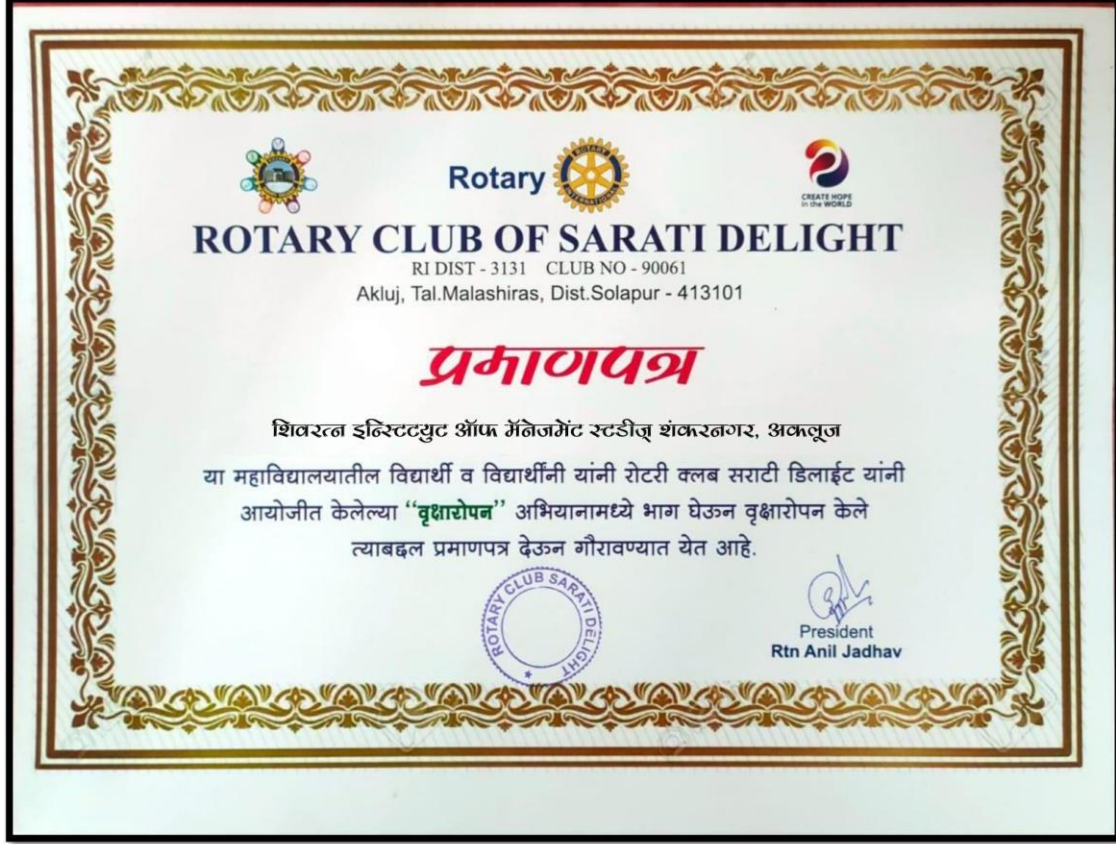 Rotary
ROTARY INTERNATIONAL
CREATE HOPE
in the WORLD
ROTARY CLUB OF SARATI DELIGHT
RI DIST - 3131 CLUB NO - 90061
Akluj, Tal.Malashiras, Dist.Solapur - 413101
प्रमाणपत्र
शिवरत्न इन्स्टिटयुट ऑफ मॅनेजमेंट स्टडीज् शंकरनगर, अकलूज
या महाविद्यालयातील विद्यार्थी व विद्यार्थींनी यांनी रोटरी क्लब सराटी डिलाईट यांनी
आयोजीत केलेल्या “वृक्षारोपन” अभियानामध्ये भाग घेऊन वृक्षारोपन केले
त्याबद्दल प्रमाणपत्र देऊन गौरावण्यात येत आहे.
ROTARY CLUB SARATI DELIGHT
President
Rtn Anil Jadhav